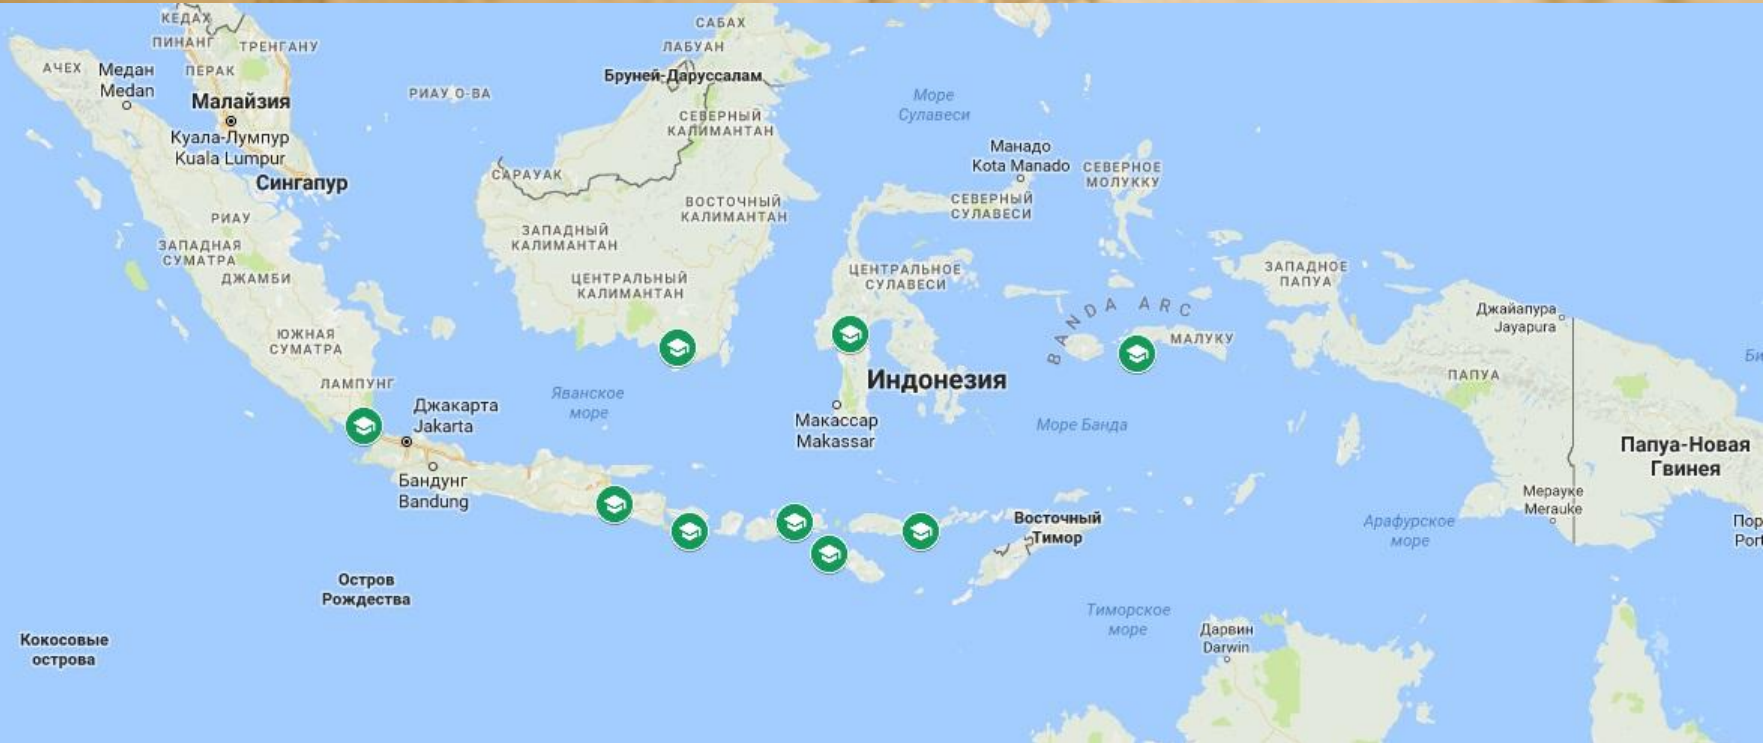 КЕДАХ
ПИНАНГ
ТРЕНГАНУ
АЧЕХ
Медан
Medan
ПЕРАК
Малайзия
Куала-Лумпур
Kuala Lumpur
Сингапур
РИАУ О-ВА
САБАХ
ЛАБУАН
Бруней-Даруссалам
СЕВЕРНЫЙ
КАЛИМАНТАН
САРАУАК
ВОСТОЧНЫЙ
КАЛИМАНТАН
ЗАПАДНЫЙ
КАЛИМАНТАН
ЦЕНТРАЛЬНЫЙ
КАЛИМАНТАН
Море
Сулавеси
Манадо
Kota Manado
СЕВЕРНОЕ
МОЛУККУ
СЕВЕРНЫЙ
СУЛАВЕСИ
ЦЕНТРАЛЬНОЕ
СУЛАВЕСИ
РИАУ
ЗАПАДНАЯ
СУМАТРА
ДЖАМБИ
ЮЖНАЯ
СУМАТРА
ЛАМПУНГ
Джакарта
Jakarta
Бандунг
Bandung
Яванское
море
Макассар
Makassar
Индонезия
BANDA ARC
МАЛУКУ
Море Банда
ЗАПАДНОЕ
ПАПУА
Джайапура
Jayapura
ПАПУА
Папуа-Новая
Гвинея
Мерауке
Merauke
Арафурское
море
Восточный
Тимор
Тиморское
море
Дарвин
Darwin
Остров
Рождества
Кокосовые
острова
Би
Пор
Port